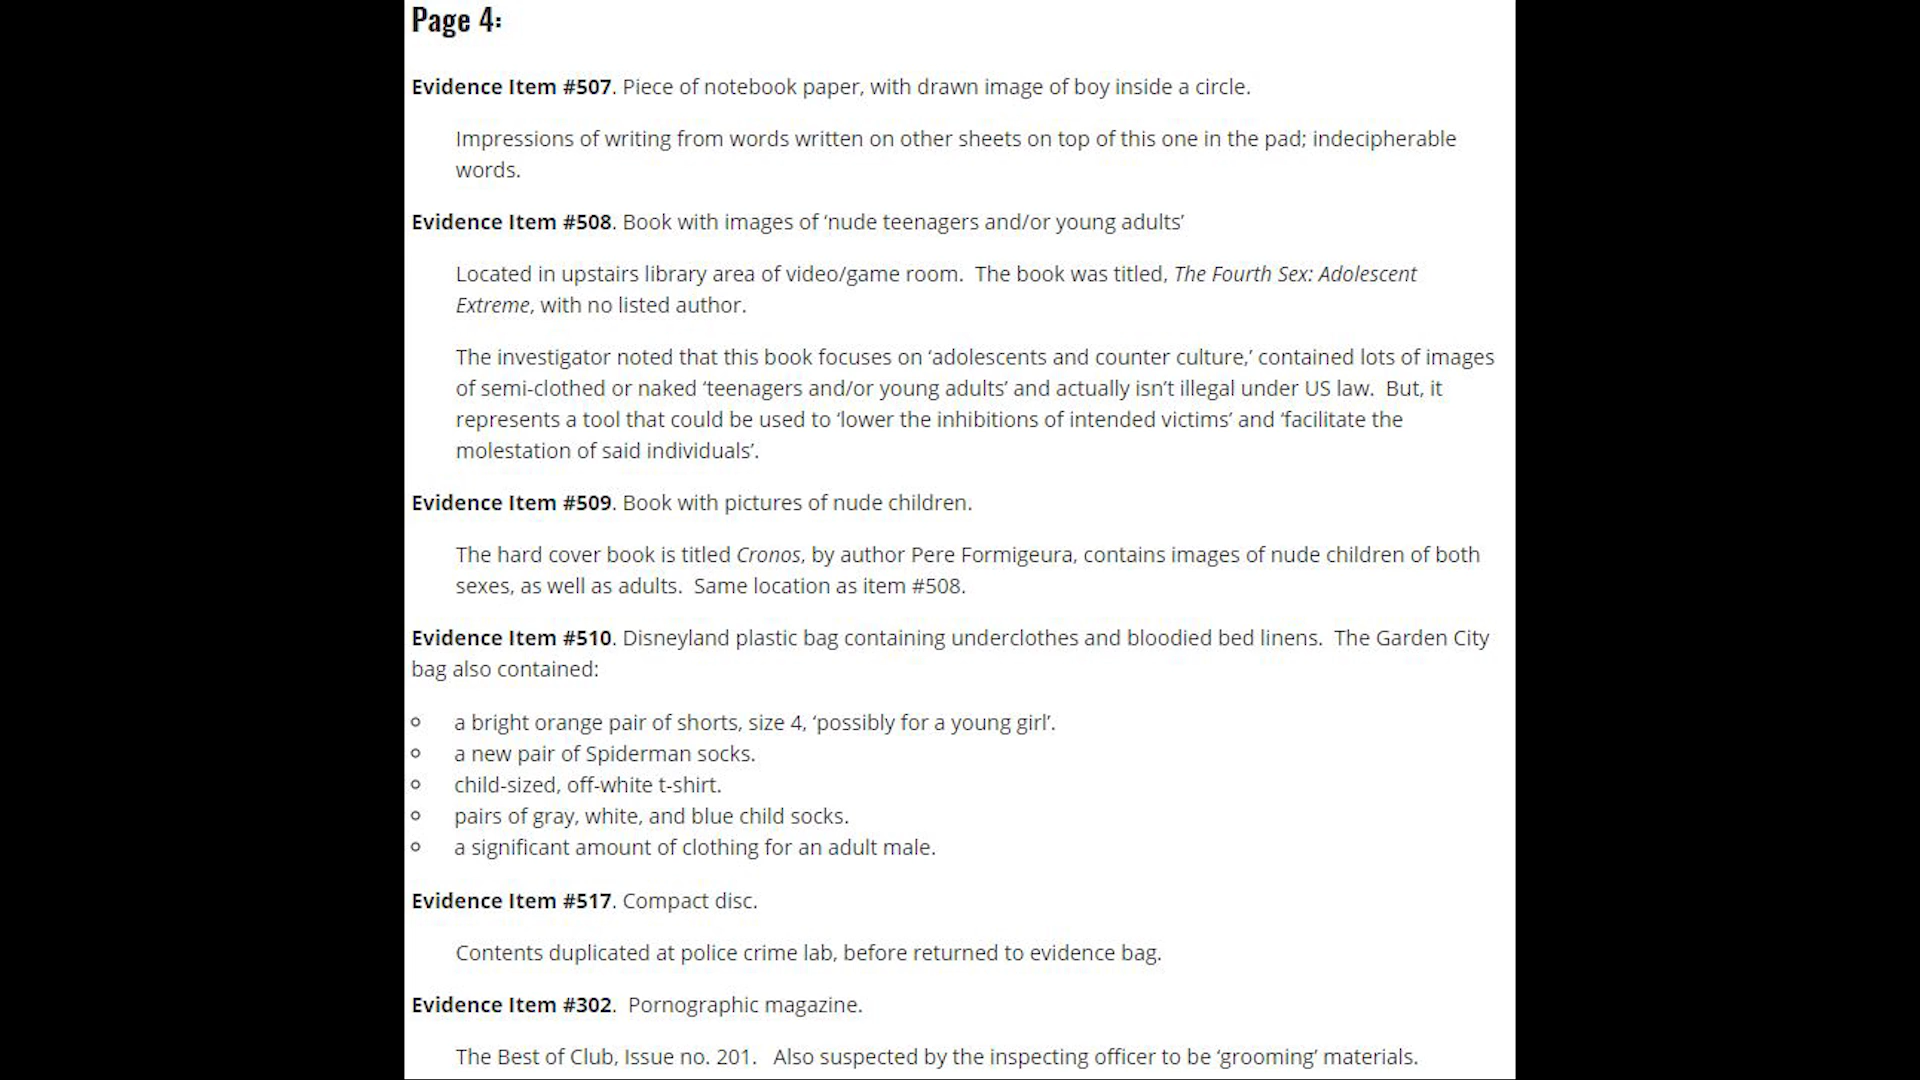 Page 4:
Evidence Item #507. Piece of notebook paper, with drawn image of boy inside a circle.
Impressions of writing from words written on other sheets on top of this one in the pad; indecipherable
words.
Evidence Item #508. Book with images of ‘nude teenagers and/or young adults’
Located in upstairs library area of video/game room.  The book was titled, The Fourth Sex: Adolescent
Extreme, with no listed author.
The investigator noted that this book focuses on ‘adolescents and counter culture,’ contained lots of images
of semi-clothed or naked ‘teenagers and/or young adults’ and actually isn’t illegal under US law.  But, it
represents a tool that could be used to ‘lower the inhibitions of intended victims’ and ‘facilitate the
molestation of said individuals’.
Evidence Item #509. Book with pictures of nude children.
The hard cover book is titled Cronos, by author Pere Formigeura, contains images of nude children of both
sexes, as well as adults.  Same location as item #508.
Evidence Item #510. Disneyland plastic bag containing underclothes and bloodied bed linens.  The Garden City
bag also contained:
a bright orange pair of shorts, size 4, ‘possibly for a young girl’.
a new pair of Spiderman socks.
child-sized, off-white t-shirt.
pairs of gray, white, and blue child socks.
a significant amount of clothing for an adult male.
Evidence Item #517. Compact disc.
Contents duplicated at police crime lab, before returned to evidence bag.
Evidence Item #302.  Pornographic magazine.
The Best of Club, Issue no. 201.   Also suspected by the inspecting officer to be ‘grooming’ materials.